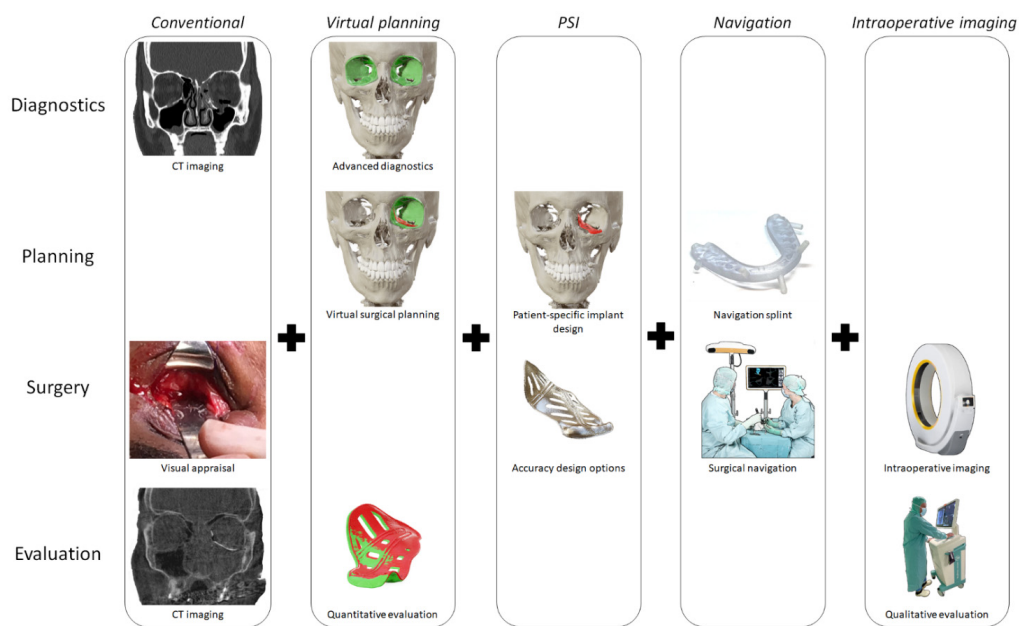 Conventional
Virtual planning
PSI
Navigation
Intraoperative imaging
Diagnostics
CT imaging
Advanced diagnostics
Planning
Virtual surgical planning
Patient-specific implant
design
Navigation splint
Surgery
Visual appraisal
Accuracy design options
Surgical navigation
Intraoperative imaging
Evaluation
CT imaging
Quantitative evaluation
Qualitative evaluation